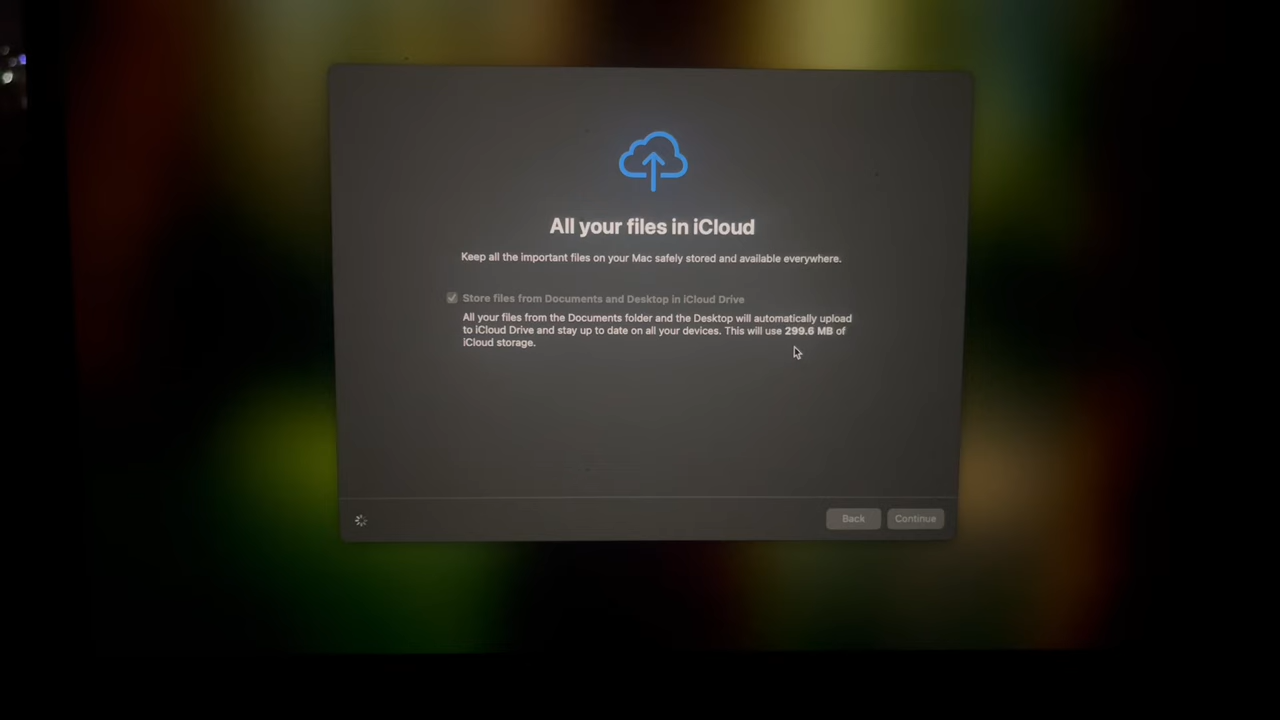 All your files in iCloud
Keep all the important files on your Mac safely stored and available everywhere.
Store files from Documents and Desktop in iCloud Drive
All your files from the Documents folder and the Desktop will automatically upload
to iCloud Drive and stay up to date on all your devices. This will use 299.6 MB of
iCloud storage.
Back
Continue